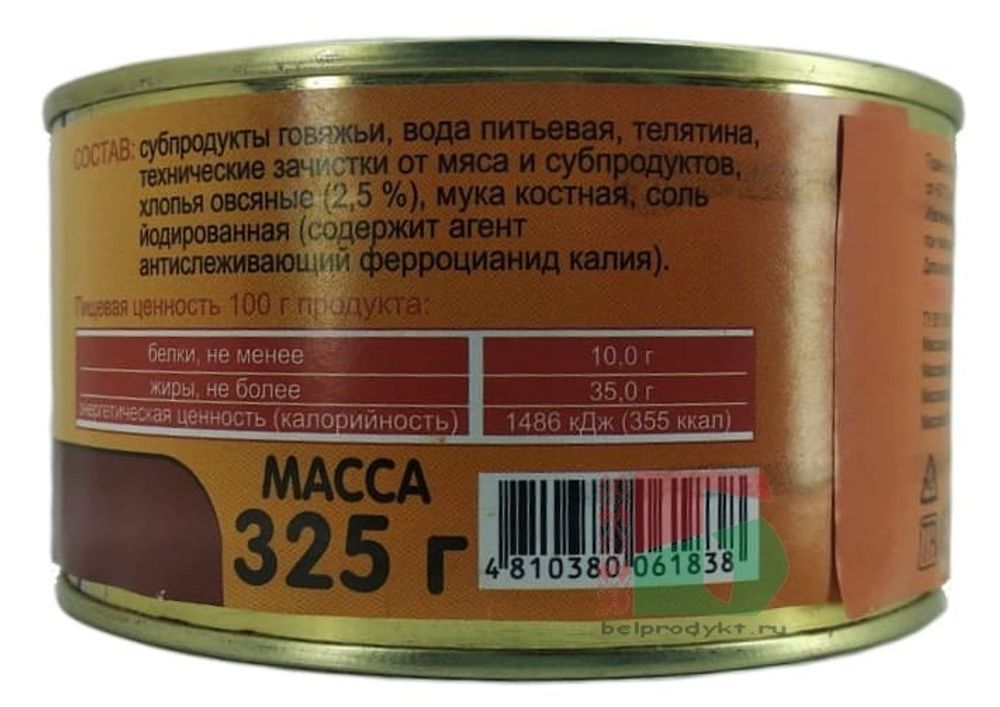 СОСТАВ: субпродукты говяжьи, вода питьевая, телятина,
технические зачистки от мяса и субпродуктов,
хлопья овсяные (2,5 %), мука костная, соль
йодированная (содержит агент
антислеживающий ферроцианид калия).
Пищевая ценность 100 г продукта:
белки, не менее 10,0 г
жиры, не более 35,0 г
энергетическая ценность (калорийность) 1486 кДж (355 ккал)
МАССА
325 г
4 810380 061838
belprodykt.ru